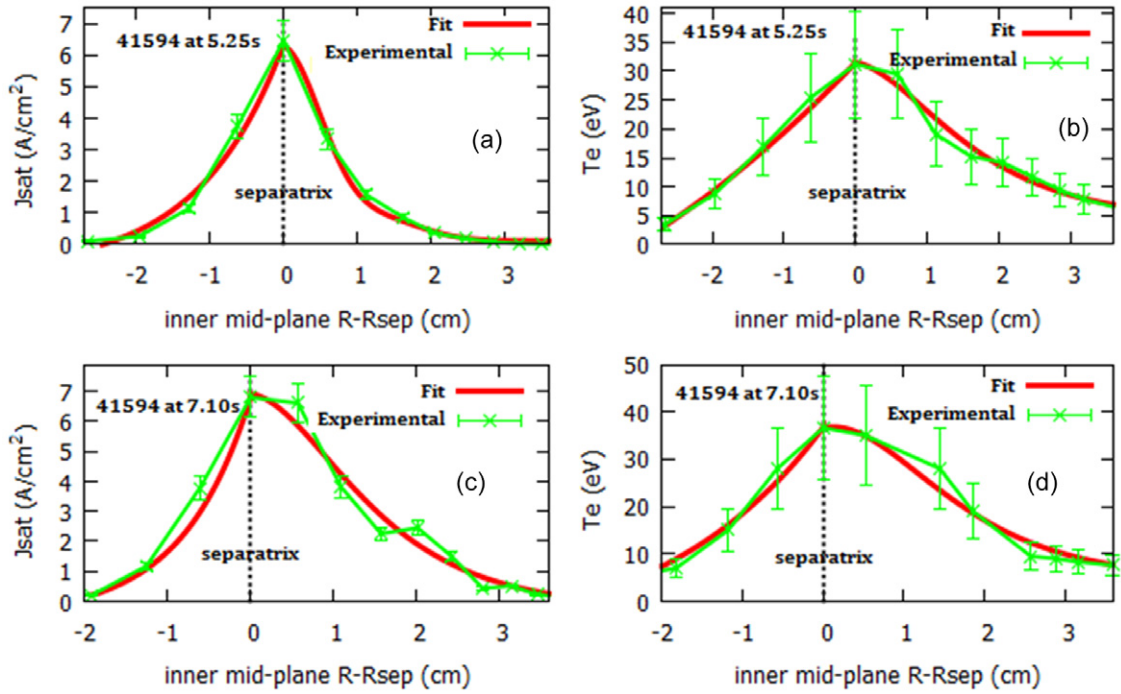 41594 at 5.25s
Fit
Experimental
(a)
separatrix
Jsat (A/cm²)
7
6
5
4
3
2
1
0
-2 -1 0 1 2 3
inner mid-plane R-Rsep (cm)
41594 at 5.25s
Fit
Experimental
(b)
separatrix
Te (eV)
40
35
30
25
20
15
10
5
0
-2 -1 0 1 2 3
inner mid-plane R-Rsep (cm)
41594 at 7.10s
Fit
Experimental
(c)
separatrix
Jsat (A/cm²)
7
6
5
4
3
2
1
0
-2 -1 0 1 2 3
inner mid-plane R-Rsep (cm)
41594 at 7.10s
Fit
Experimental
(d)
separatrix
Te (eV)
50
40
30
20
10
0
-2 -1 0 1 2 3
inner mid-plane R-Rsep (cm)